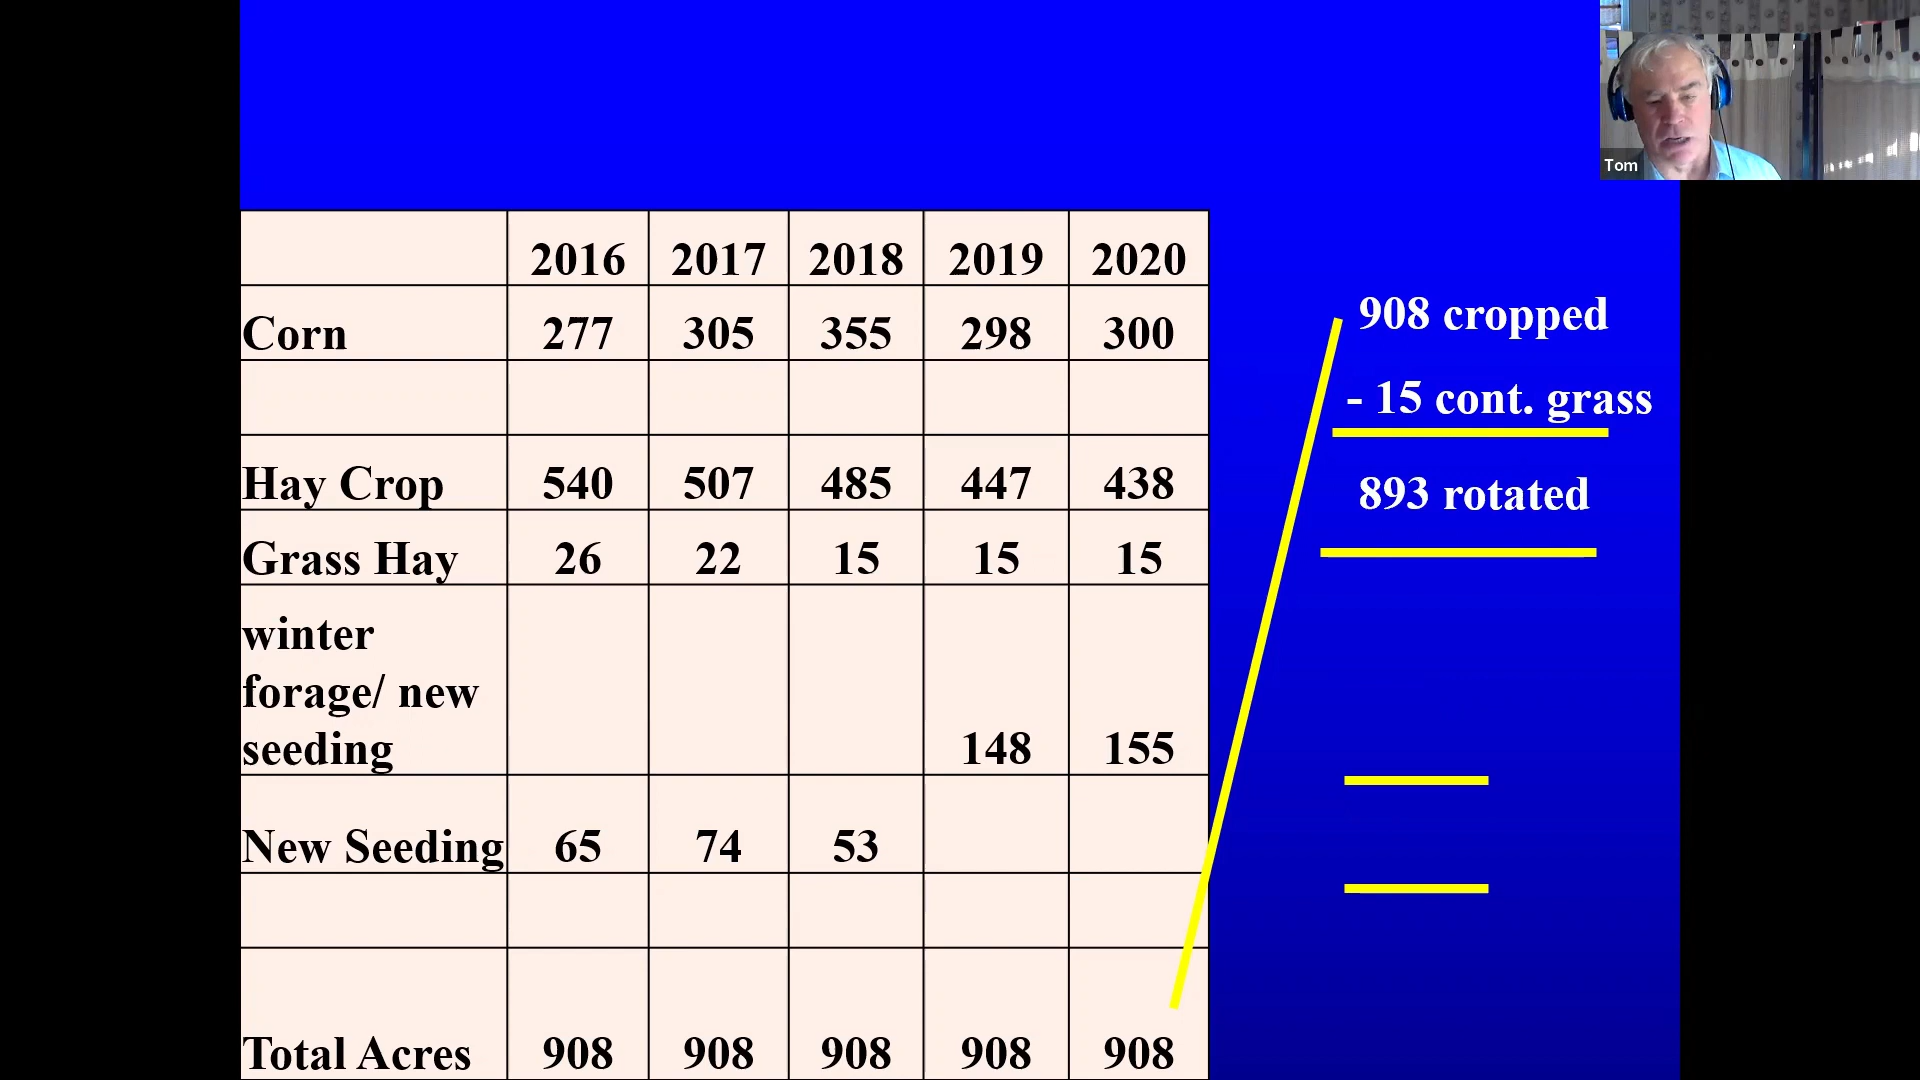 Tom
2016 2017 2018 2019 2020
Corn 277 305 355 298 300
Hay Crop 540 507 485 447 438
Grass Hay 26 22 15 15 15
winter
forage/ new
seeding 148 155
New Seeding 65 74 53
Total Acres 908 908 908 908 908
908 cropped
- 15 cont. grass
893 rotated